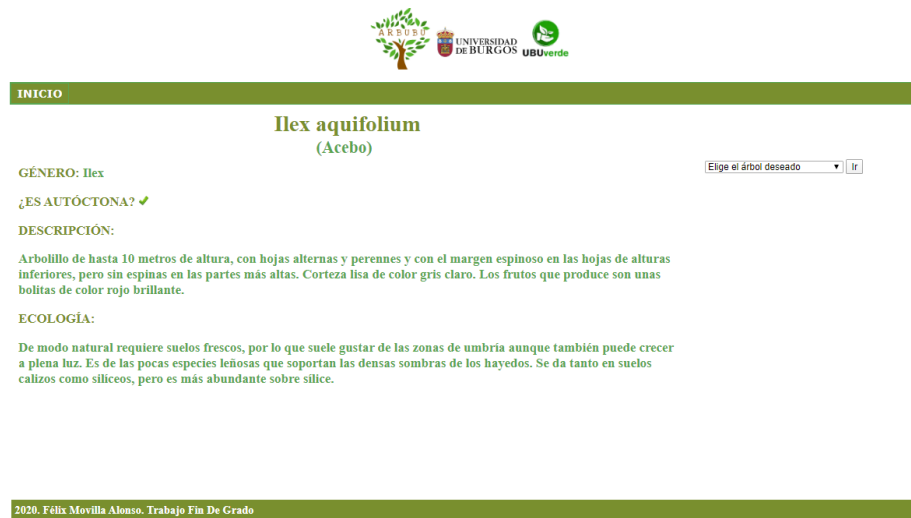 ARBUBU
UNIVERSIDAD
DE BURGOS
UBUverde
INICIO
Ilex aquifolium
(Acebo)
Elige el árbol deseado
Ir
GÉNERO: Ilex
¿ES AUTÓCTONA?
DESCRIPCIÓN:
Arbolillo de hasta 10 metros de altura, con hojas alternas y perennes y con el margen espinoso en las hojas de alturas
inferiores, pero sin espinas en las partes más altas. Corteza lisa de color gris claro. Los frutos que produce son unas
bolitas de color rojo brillante.
ECOLOGÍA:
De modo natural requiere suelos frescos, por lo que suele gustar de las zonas de umbría aunque también puede crecer
a plena luz. Es de las pocas especies leñosas que soportan las densas sombras de los hayedos. Se da tanto en suelos
calizos como silíceos, pero es más abundante sobre sílice.
2020. Félix Movilla Alonso. Trabajo Fin De Grado